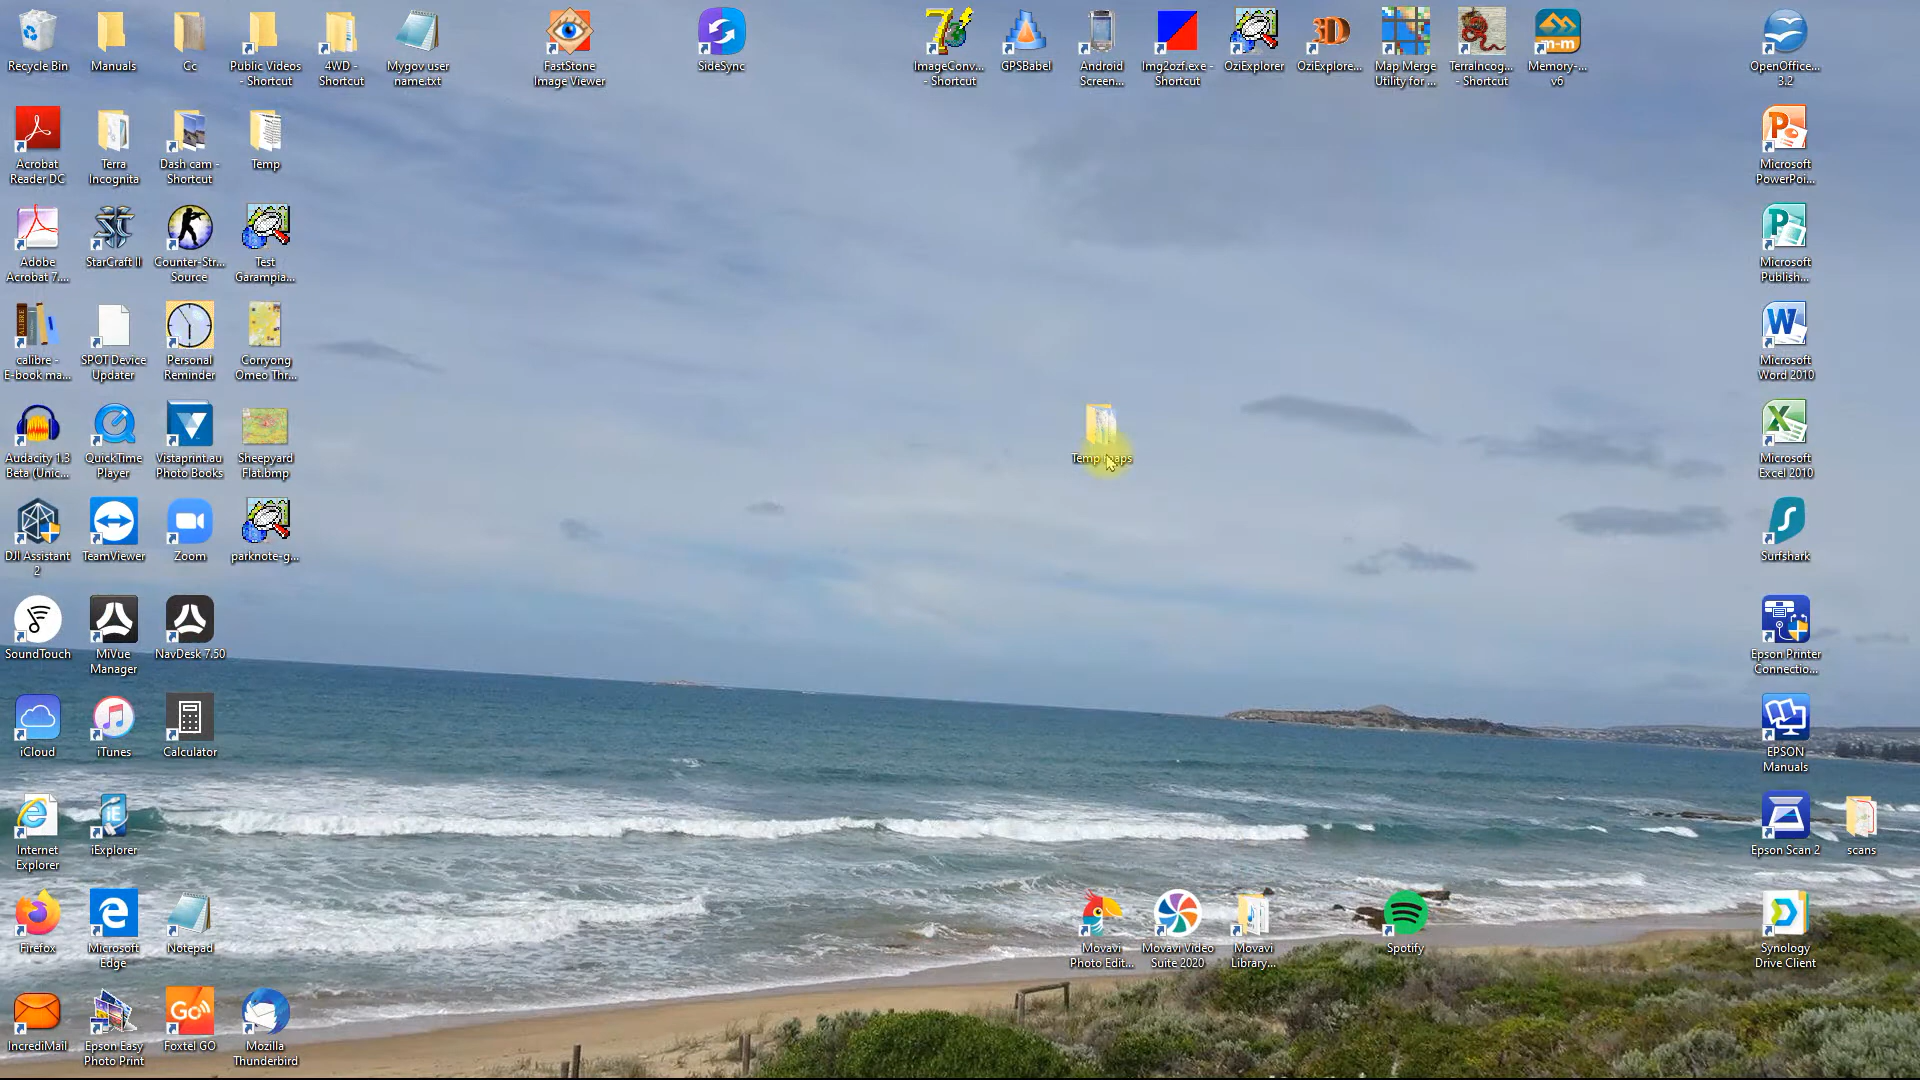 Recycle Bin
Manuals
Cc
Public Videos
- Shortcut
4WD -
Shortcut
Mygov user
name.txt
FastStone
Image Viewer
SideSync
ImageConv...
- Shortcut
GPSBabel
Android
Screen...
Img2ozf.exe -
Shortcut
OziExplorer
OziExplore...
Map Merge
Utility for ...
TerraIncog...
- Shortcut
Memory-...
v6
OpenOffice...
3.2
Acrobat
Reader DC
Terra
Incognita
Dash cam -
Shortcut
Temp
Microsoft
PowerPoi...
Adobe
Acrobat 7....
StarCraft II
Counter-Str...
Source
Test
Garampia...
Microsoft
Publish...
calibre -
E-book ma...
SPOT Device
Updater
Personal
Reminder
Corryong
Omeo Thr...
Microsoft
Word 2010
Audacity 1.3
Beta (Unic...
QuickTime
Player
Vistaprint.au
Photo Books
Sheepyard
Flat.bmp
Temp Maps
Microsoft
Excel 2010
DJI Assistant
2
TeamViewer
Zoom
parknote-g...
Surfshark
SoundTouch
MiVue
Manager
NavDesk 7.50
Epson Printer
Connectio...
iCloud
iTunes
Calculator
EPSON
Manuals
Internet
Explorer
iExplorer
Epson Scan 2
scans
Firefox
Microsoft
Edge
Notepad
Movavi
Photo Edit...
Movavi Video
Suite 2020
Movavi
Library...
Spotify
Synology
Drive Client
IncrediMail
Epson Easy
Photo Print
Foxtel GO
Mozilla
Thunderbird